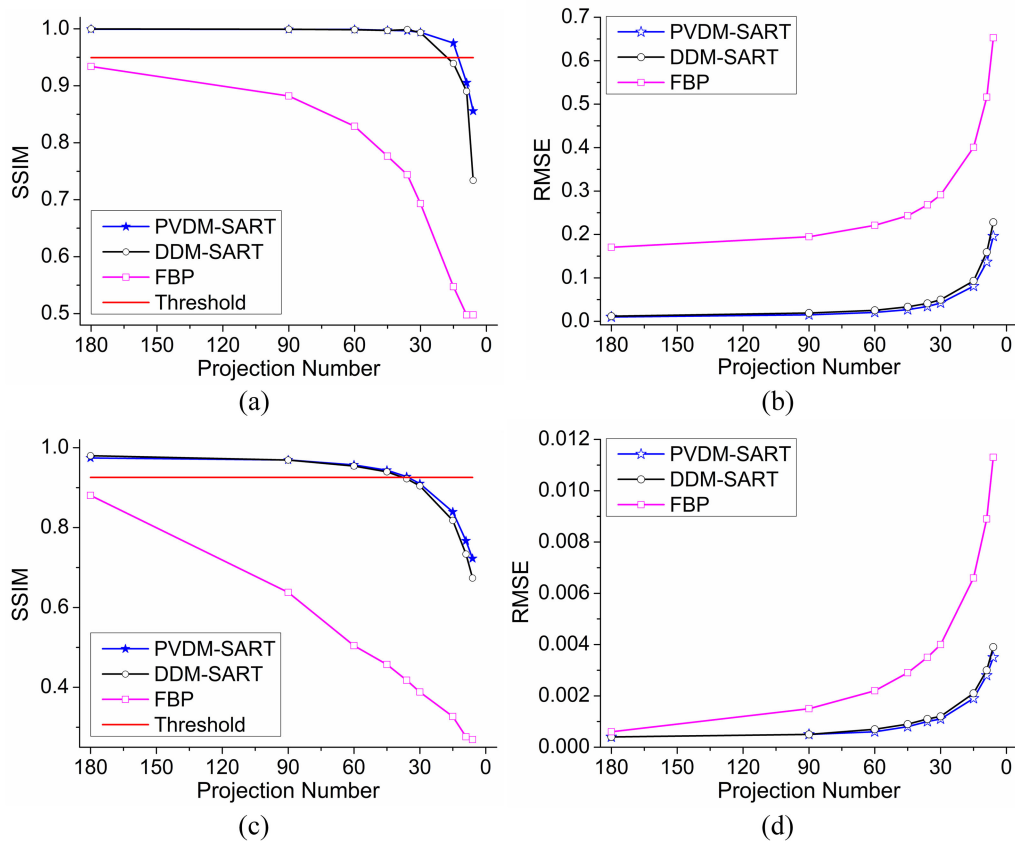 1.0
0.9
0.8
0.7
0.6
0.5
SSIM
PVDM-SART
DDM-SART
FBP
Threshold
180 150 120 90 60 30 0
Projection Number
(a)
0.7
0.6
0.5
0.4
0.3
0.2
0.1
0.0
RMSE
PVDM-SART
DDM-SART
FBP
180 150 120 90 60 30 0
Projection Number
(b)
1.0
0.8
0.6
0.4
SSIM
PVDM-SART
DDM-SART
FBP
Threshold
180 150 120 90 60 30 0
Projection Number
(c)
0.012
0.010
0.008
0.006
0.004
0.002
0.000
RMSE
PVDM-SART
DDM-SART
FBP
180 150 120 90 60 30 0
Projection Number
(d)